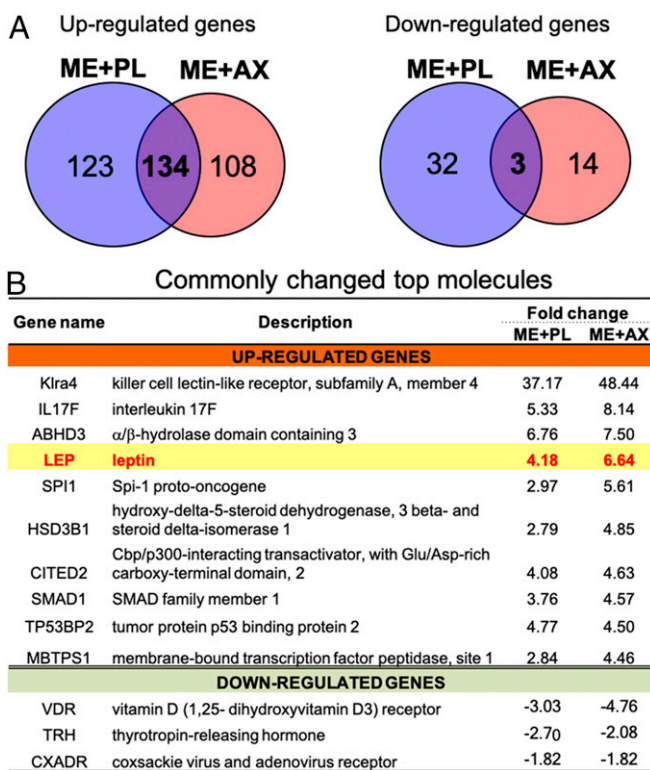 A
Up-regulated genes
Down-regulated genes
ME+PL ME+AX
ME+PL ME+AX
123 134 108
32 3 14
B Commonly changed top molecules
Gene name Description Fold change
ME+PL ME+AX
UP-REGULATED GENES
Klra4 killer cell lectin-like receptor, subfamily A, member 4 37.17 48.44
IL17F interleukin 17F 5.33 8.14
ABHD3 α/β-hydrolase domain containing 3 6.76 7.50
LEP leptin 4.18 6.64
SPI1 Spi-1 proto-oncogene 2.97 5.61
hydroxy-delta-5-steroid dehydrogenase, 3 beta- and
HSD3B1 steroid delta-isomerase 1 2.79 4.85
Cbp/p300-interacting transactivator, with Glu/Asp-rich
CITED2 carboxy-terminal domain, 2 4.08 4.63
SMAD1 SMAD family member 1 3.76 4.57
TP53BP2 tumor protein p53 binding protein 2 4.77 4.50
MBTPS1 membrane-bound transcription factor peptidase, site 1 2.84 4.46
DOWN-REGULATED GENES
VDR vitamin D (1,25- dihydroxyvitamin D3) receptor -3.03 -4.76
TRH thyrotropin-releasing hormone -2.70 -2.08
CXADR coxsackie virus and adenovirus receptor -1.82 -1.82